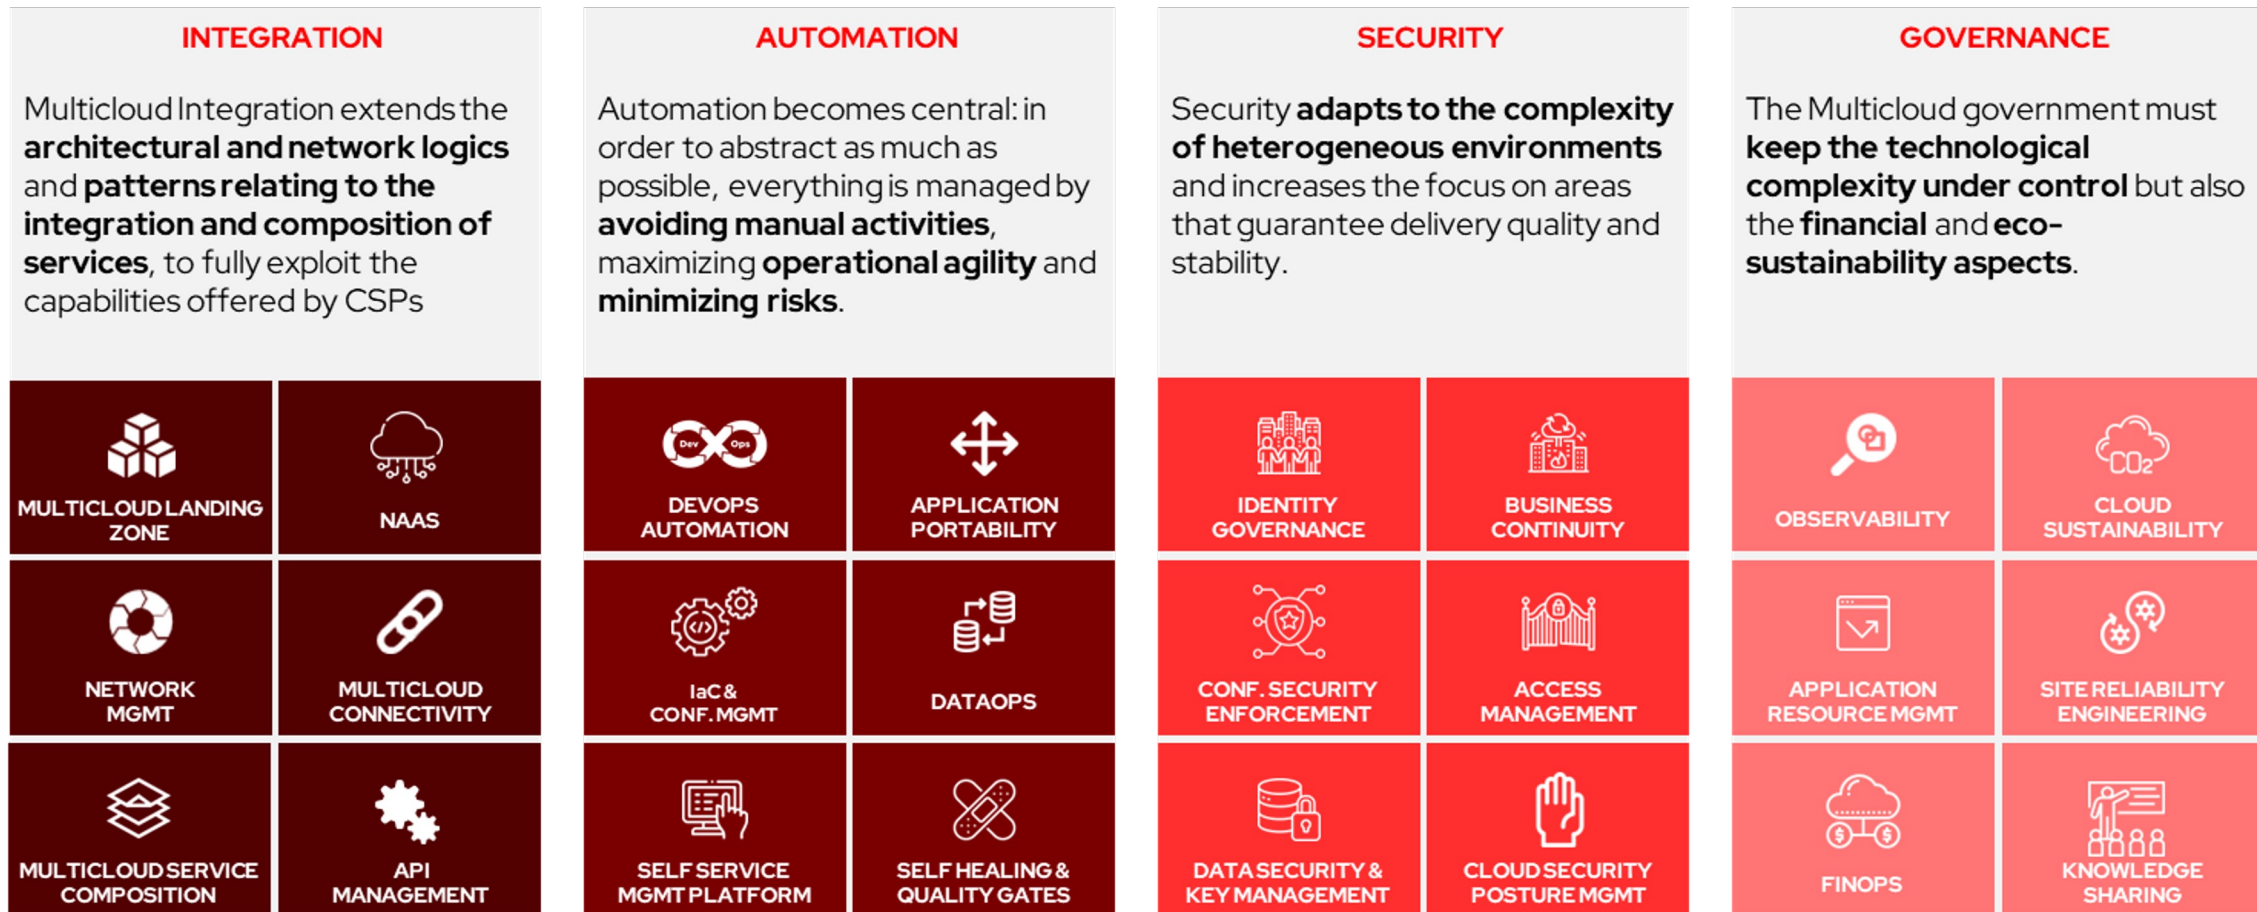 INTEGRATION
Multicloud Integration extends the
architectural and network logics
and patterns relating to the
integration and composition of
services, to fully exploit the
capabilities offered by CSPs
MULTICLOUD LANDING
ZONE
NAAS
NETWORK
MGMT
MULTICLOUD
CONNECTIVITY
MULTICLOUD SERVICE
COMPOSITION
API
MANAGEMENT
AUTOMATION
Automation becomes central: in
order to abstract as much as
possible, everything is managed by
avoiding manual activities,
maximizing operational agility and
minimizing risks.
Dev Ops
DEVOPS
AUTOMATION
APPLICATION
PORTABILITY
IaC &
CONF. MGMT
DATAOPS
SELF SERVICE
MGMT PLATFORM
SELF HEALING &
QUALITY GATES
SECURITY
Security adapts to the complexity
of heterogeneous environments
and increases the focus on areas
that guarantee delivery quality and
stability.
IDENTITY
GOVERNANCE
BUSINESS
CONTINUITY
CONF. SECURITY
ENFORCEMENT
ACCESS
MANAGEMENT
DATA SECURITY &
KEY MANAGEMENT
CLOUD SECURITY
POSTURE MGMT
GOVERNANCE
The Multicloud government must
keep the technological
complexity under control but also
the financial and eco-
sustainability aspects.
OBSERVABILITY
CO2
CLOUD
SUSTAINABILITY
APPLICATION
RESOURCE MGMT
SITE RELIABILITY
ENGINEERING
$ $
FINOPS
KNOWLEDGE
SHARING